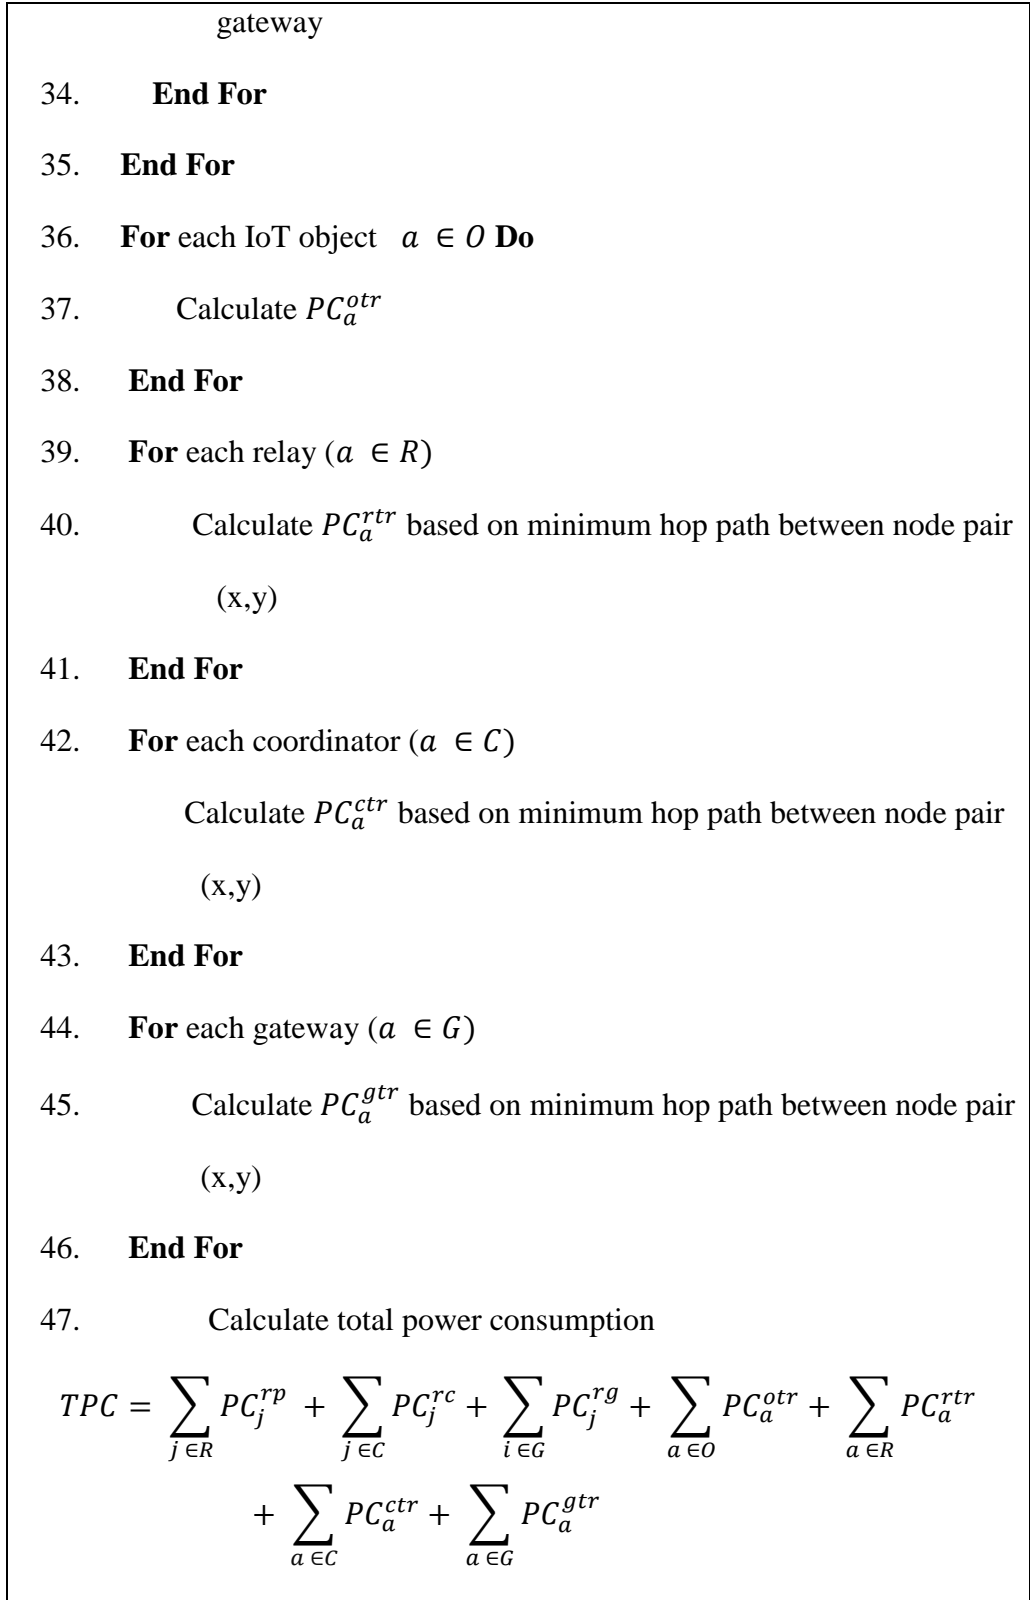 gateway
34. End For
35. End For
36. For each IoT object a ∈ O Do
37. Calculate PC_a^{otr}
38. End For
39. For each relay (a ∈ R)
40. Calculate PC_a^{rtr} based on minimum hop path between node pair
(x,y)
41. End For
42. For each coordinator (a ∈ C)
Calculate PC_a^{ctr} based on minimum hop path between node pair
(x,y)
43. End For
44. For each gateway (a ∈ G)
45. Calculate PC_a^{gtr} based on minimum hop path between node pair
(x,y)
46. End For
47. Calculate total power consumption
TPC = ∑_{j ∈R} PC_j^{rp} + ∑_{j ∈C} PC_j^{rc} + ∑_{i ∈G} PC_j^{rg} + ∑_{a ∈O} PC_a^{otr} + ∑_{a ∈R} PC_a^{rtr}
+ ∑_{a ∈C} PC_a^{ctr} + ∑_{a ∈G} PC_a^{gtr}